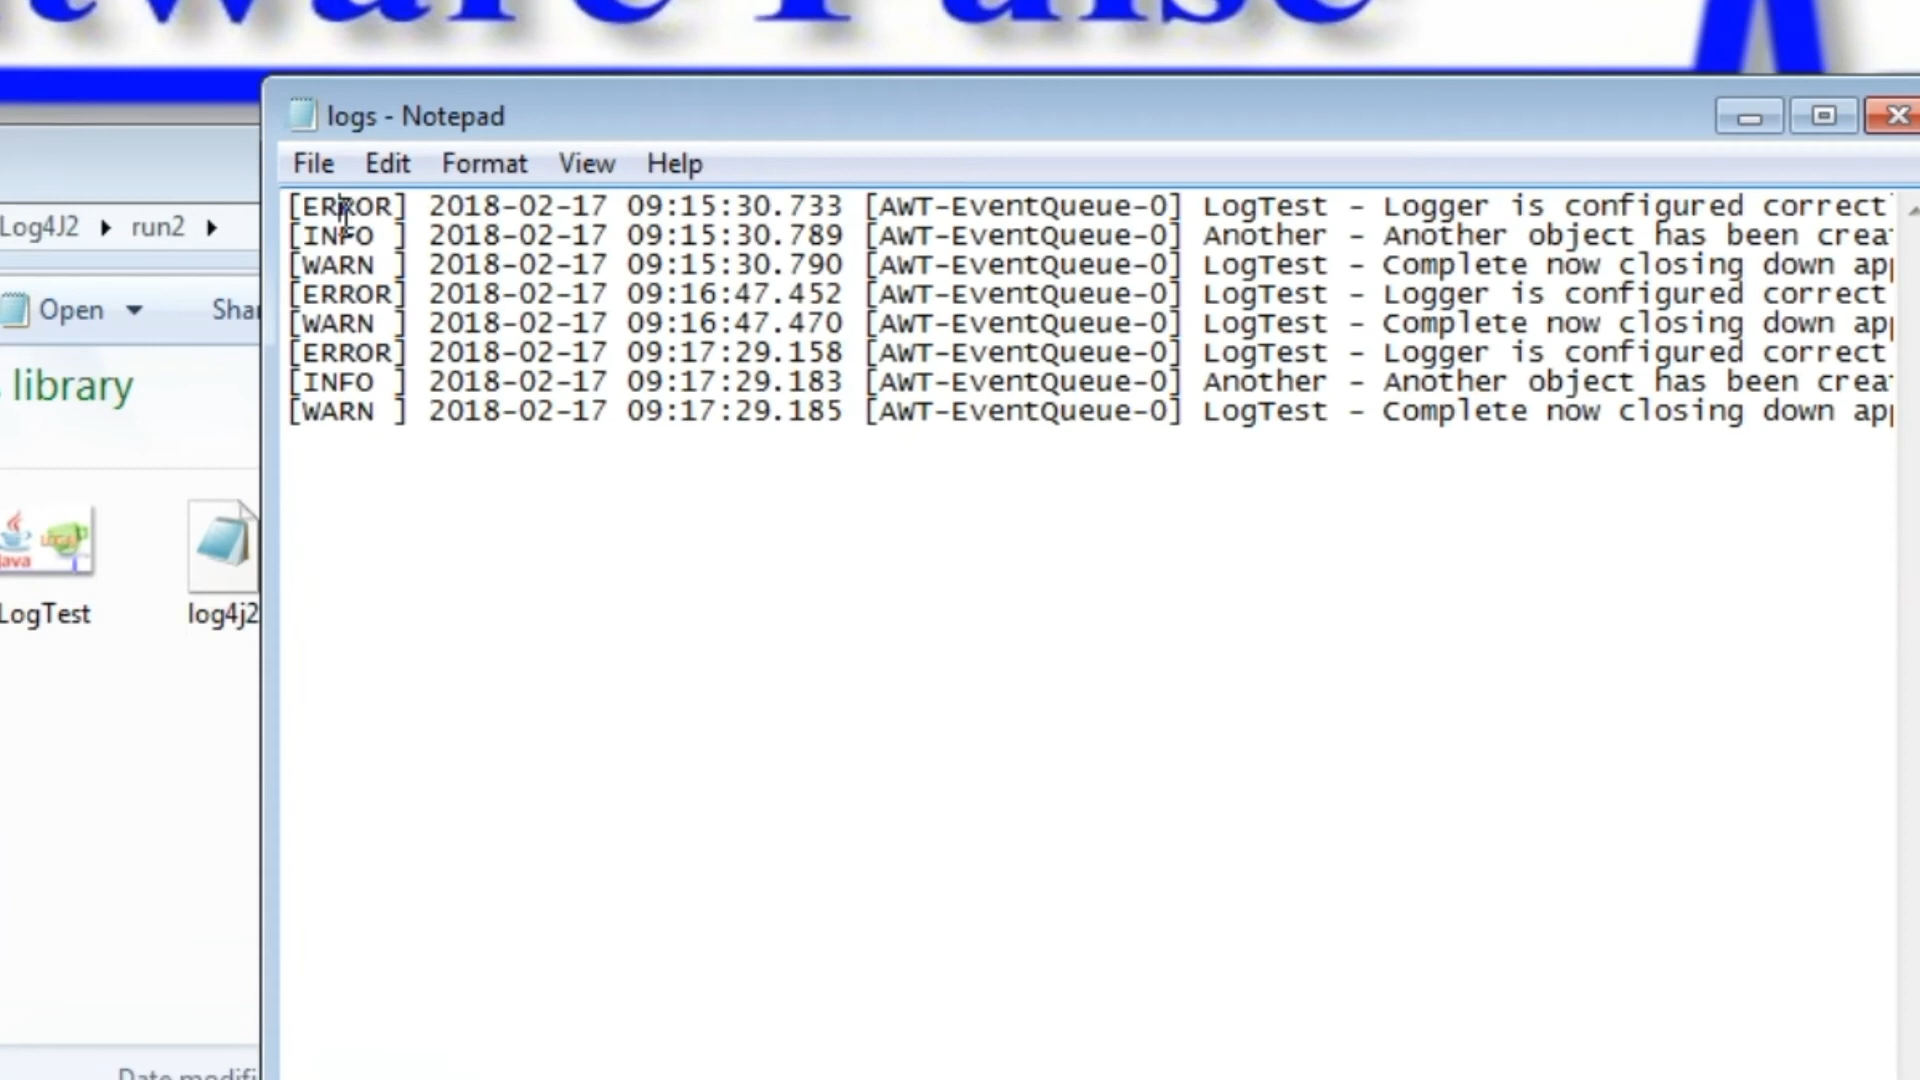 logs - Notepad
File Edit Format View Help
[ERROR] 2018-02-17 09:15:30.733 [AWT-EventQueue-0] LogTest - Logger is configured correct
[INFO ] 2018-02-17 09:15:30.789 [AWT-EventQueue-0] Another - Another object has been crea
[WARN ] 2018-02-17 09:15:30.790 [AWT-EventQueue-0] LogTest - Complete now closing down ap
[ERROR] 2018-02-17 09:16:47.452 [AWT-EventQueue-0] LogTest - Logger is configured correct
[WARN ] 2018-02-17 09:16:47.470 [AWT-EventQueue-0] LogTest - Complete now closing down ap
[ERROR] 2018-02-17 09:17:29.158 [AWT-EventQueue-0] LogTest - Logger is configured correct
[INFO ] 2018-02-17 09:17:29.183 [AWT-EventQueue-0] Another - Another object has been crea
[WARN ] 2018-02-17 09:17:29.185 [AWT-EventQueue-0] LogTest - Complete now closing down ap
Log4J2 run2
Open Shar
library
Java
LogTest log4j2
Date modifi